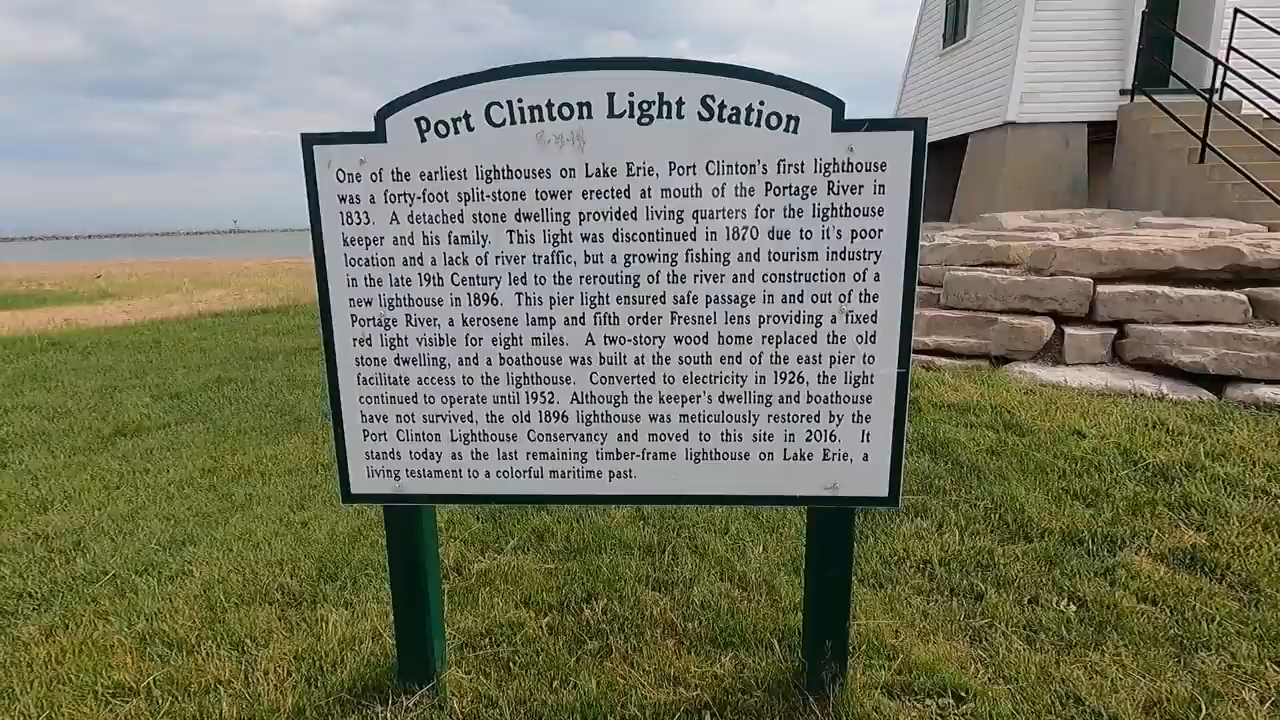 Port Clinton Light Station
One of the earliest lighthouses on Lake Erie, Port Clinton's first lighthouse
was a forty-foot split-stone tower erected at mouth of the Portage River in
1833. A detached stone dwelling provided living quarters for the lighthouse
keeper and his family. This light was discontinued in 1870 due to it's poor
location and a lack of river traffic, but a growing fishing and tourism industry
in the late 19th Century led to the rerouting of the river and construction of a
new lighthouse in 1896. This pier light ensured safe passage in and out of the
Portage River, a kerosene lamp and fifth order Fresnel lens providing a fixed
red light visible for eight miles. A two-story wood home replaced the old
stone dwelling, and a boathouse was built at the south end of the east pier to
facilitate access to the lighthouse. Converted to electricity in 1926, the light
continued to operate until 1952. Although the keeper's dwelling and boathouse
have not survived, the old 1896 lighthouse was meticulously restored by the
Port Clinton Lighthouse Conservancy and moved to this site in 2016. It
stands today as the last remaining timber-frame lighthouse on Lake Erie, a
living testament to a colorful maritime past.